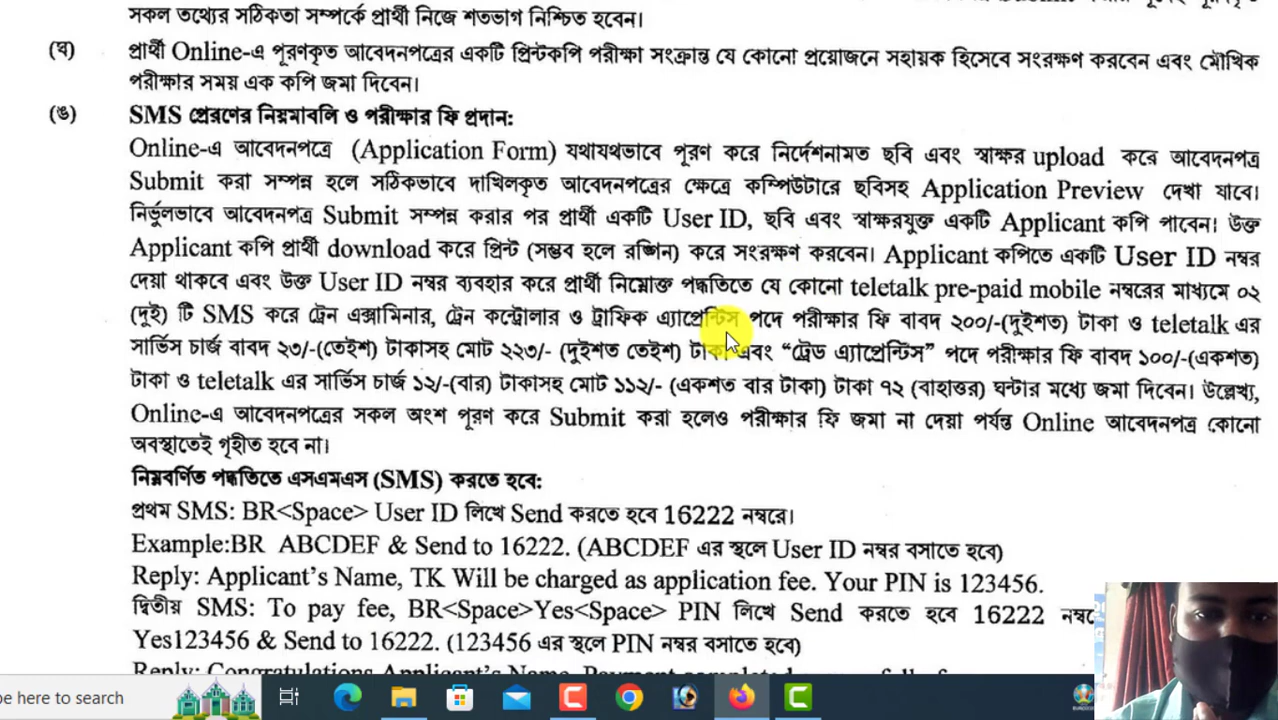 সকল তথ্যের সঠিকতা সম্পর্কে প্রার্থী নিজে শতভাগ নিশ্চিত হবেন।
(ঘ) প্রার্থী Online-এ পূরণকৃত আবেদনপত্রের একটি প্রিন্টকপি পরীক্ষা সংক্রান্ত যে কোনো প্রয়োজনে সহায়ক হিসেবে সংরক্ষণ করবেন এবং মৌখিক
পরীক্ষার সময় এক কপি জমা দিবেন।
(ঙ) SMS প্রেরণের নিয়মাবলি ও পরীক্ষার ফি প্রদান:
Online-এ আবেদনপত্রে (Application Form) যথাযথভাবে পূরণ করে নির্দেশনামত ছবি এবং স্বাক্ষর upload করে আবেদনপত্র
Submit করা সম্পন্ন হলে সঠিকভাবে দাখিলকৃত আবেদনপত্রের ক্ষেত্রে কম্পিউটারে ছবিসহ Application Preview দেখা যাবে।
নির্ভুলভাবে আবেদনপত্র Submit সম্পন্ন করার পর প্রার্থী একটি User ID, ছবি এবং স্বাক্ষরযুক্ত একটি Applicant কপি পাবেন। উক্ত
Applicant কপি প্রার্থী download করে প্রিন্ট (সম্ভব হলে রঙ্গিন) করে সংরক্ষণ করবেন। Applicant কপিতে একটি User ID নম্বর
দেয়া থাকবে এবং উক্ত User ID নম্বর ব্যবহার করে প্রার্থী নিম্নোক্ত পদ্ধতিতে যে কোনো teletalk pre-paid mobile নম্বরের মাধ্যমে ০২
(দুই) টি SMS করে ট্রেন এক্সামিনার, ট্রেন কন্ট্রোলার ও ট্রাফিক এ্যাপ্রেন্টিস পদে পরীক্ষার ফি বাবদ ২০০/-(দুইশত) টাকা ও teletalk এর
সার্ভিস চার্জ বাবদ ২৩/-(তেইশ) টাকাসহ মোট ২২৩/- (দুইশত তেইশ) টাকা এবং “ট্রেড এ্যাপ্রেন্টিস” পদে পরীক্ষার ফি বাবদ ১০০/-(একশত)
টাকা ও teletalk এর সার্ভিস চার্জ ১২/-(বার) টাকাসহ মোট ১১২/- (একশত বার টাকা) টাকা ৭২ (বাহাত্তর) ঘন্টার মধ্যে জমা দিবেন। উল্লেখ্য,
Online-এ আবেদনপত্রের সকল অংশ পূরণ করে Submit করা হলেও পরীক্ষার ফি জমা না দেয়া পর্যন্ত Online আবেদনপত্র কোনো
অবস্থাতেই গৃহীত হবে না।
নিম্নবর্ণিত পদ্ধতিতে এসএমএস (SMS) করতে হবে:
প্রথম SMS: BR<Space> User ID লিখে Send করতে হবে 16222 নম্বরে।
Example:BR ABCDEF & Send to 16222. (ABCDEF এর স্থলে User ID নম্বর বসাতে হবে)
Reply: Applicant’s Name, TK Will be charged as application fee. Your PIN is 123456.
দ্বিতীয় SMS: To pay fee, BR<Space>Yes<Space> PIN লিখে Send করতে হবে 16222
Yes123456 & Send to 16222. (123456 এর স্থলে PIN নম্বর বসাতে হবে)
Reply: Congratulations Applicant’s Name, Payment completed successfully for
pe here to search